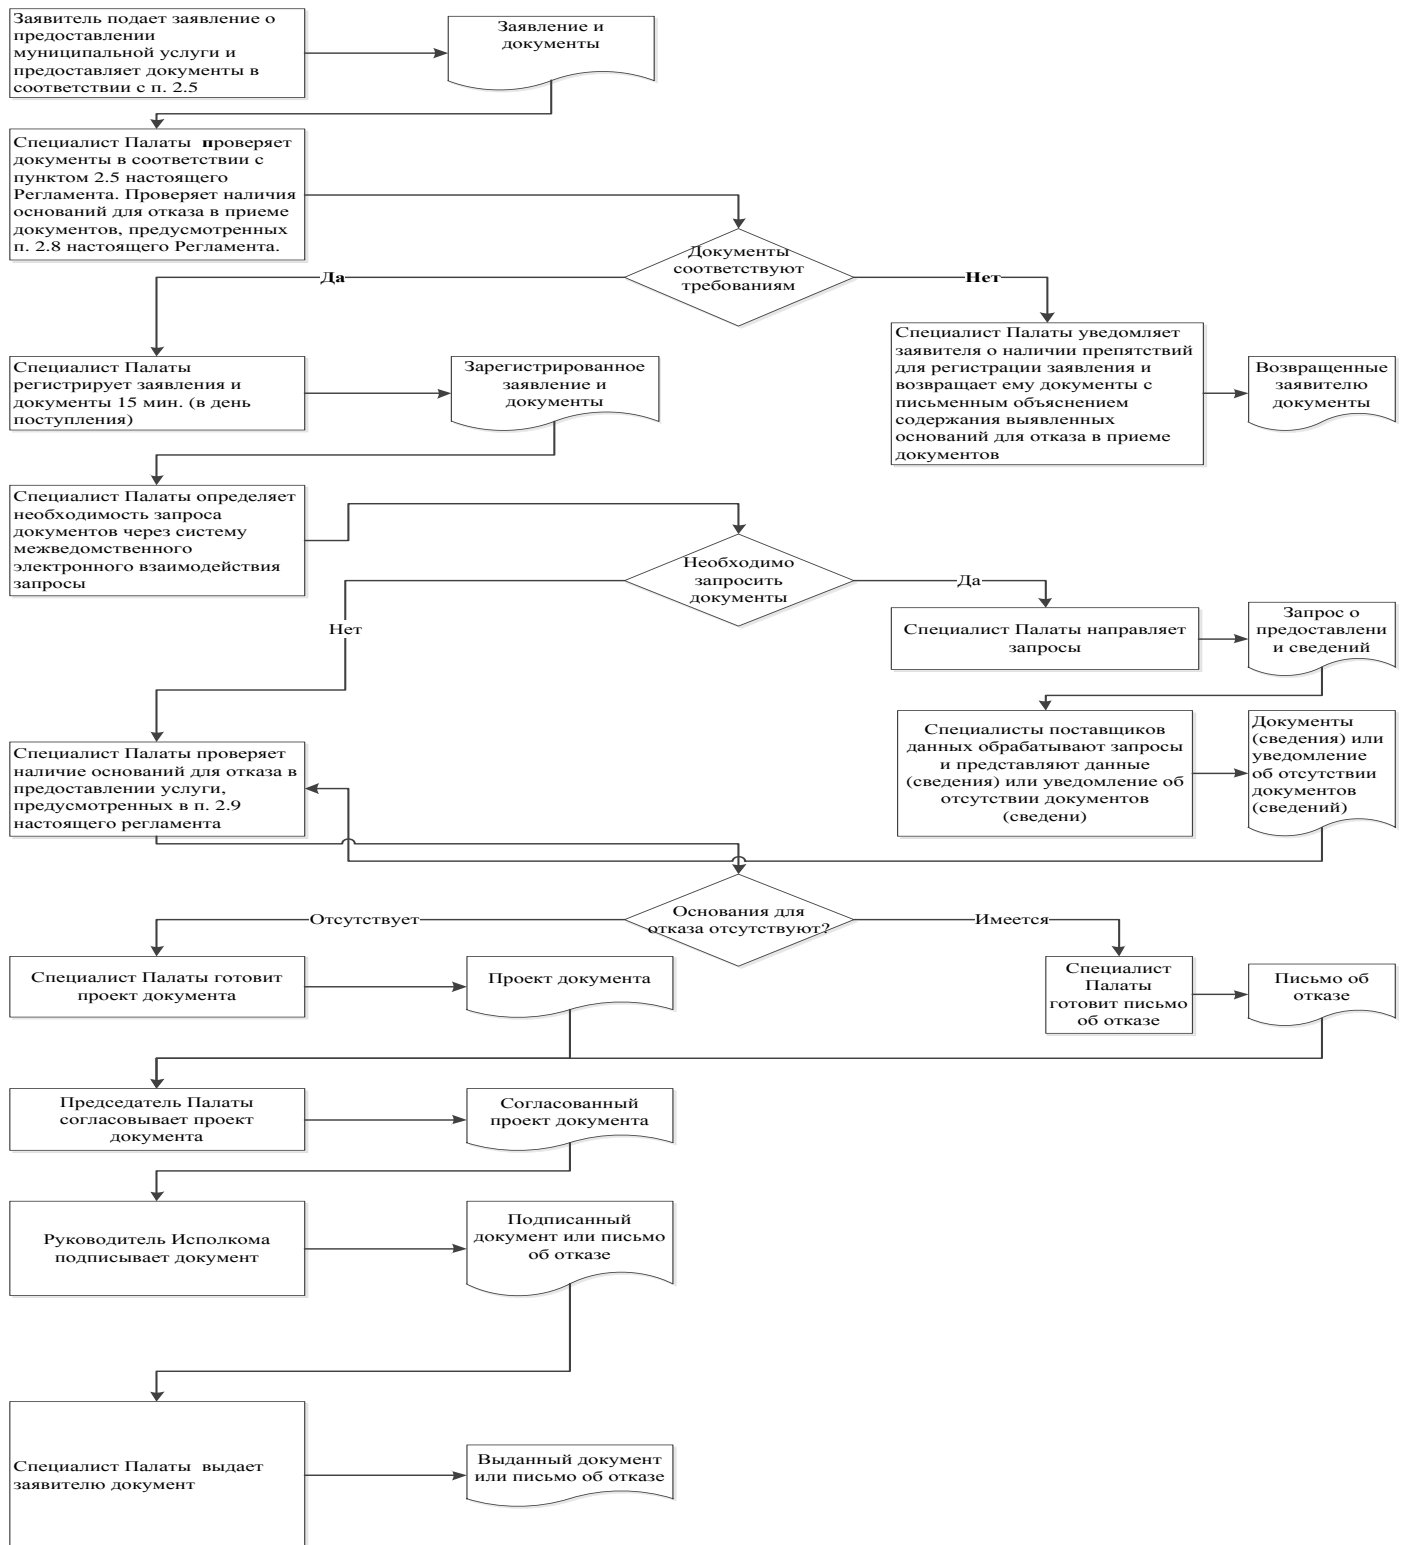 Заявитель подает заявление о
предоставлении
муниципальной услуги и
предоставляет документы в
соответствии с п. 2.5
Заявление и
документы
Специалист Палаты проверяет
документы в соответствии с
пунктом 2.5 настоящего
Регламента. Проверяет наличия
оснований для отказа в приеме
документов, предусмотренных
п. 2.8 настоящего Регламента.
Документы
соответствуют
требованиям
Да
Нет
Специалист Палаты
регистрирует заявления и
документы 15 мин. (в день
поступления)
Зарегистрированное
заявление и
документы
Специалист Палаты уведомляет
заявителя о наличии препятствий
для регистрации заявления и
возвращает ему документы с
письменным объяснением
содержания выявленных
оснований для отказа в приеме
документов
Возвращенные
заявителю
документы
Специалист Палаты определяет
необходимость запроса
документов через систему
межведомственного
электронного взаимодействия
запросы
Необходимо
запросить
документы
Да
Нет
Специалист Палаты направляет
запросы
Запрос о
предоставлени
и сведений
Специалисты поставщиков
данных обрабатывают запросы
и представляют данные
(сведения) или уведомление об
отсутствии документов
(сведени)
Документы
(сведения) или
уведомление
об отсутствии
документов
(сведений)
Специалист Палаты проверяет
наличие оснований для отказа в
предоставлении услуги,
предусмотренных в п. 2.9
настоящего регламента
Основания для
отказа отсутствуют?
Отсутствует
Имеется
Специалист Палаты готовит
проект документа
Проект документа
Специалист
Палаты
готовит письмо
об отказе
Письмо об
отказе
Председатель Палаты
согласовывает проект
документа
Согласованный
проект документа
Руководитель Исполкома
подписывает документ
Подписанный
документ или письмо
об отказе
Специалист Палаты выдает
заявителю документ
Выданный документ
или письмо об отказе